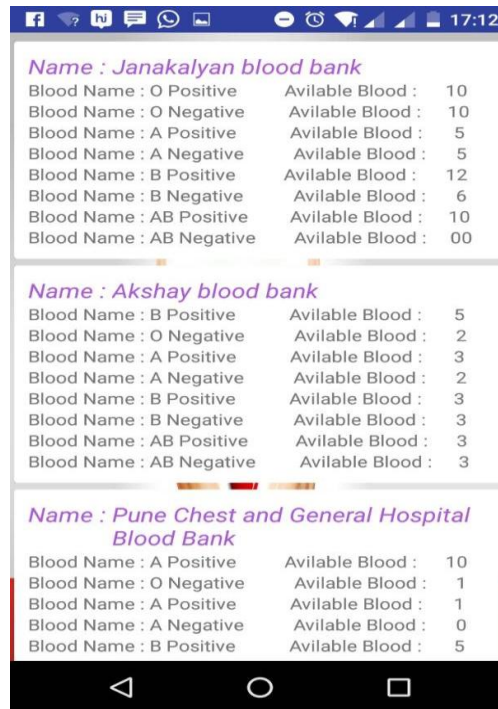 hj 17:12
Name : Janakalyan blood bank
Blood Name : O Positive Avilable Blood : 10
Blood Name : O Negative Avilable Blood : 10
Blood Name : A Positive Avilable Blood : 5
Blood Name : A Negative Avilable Blood : 5
Blood Name : B Positive Avilable Blood : 12
Blood Name : B Negative Avilable Blood : 6
Blood Name : AB Positive Avilable Blood : 10
Blood Name : AB Negative Avilable Blood : 00
Name : Akshay blood bank
Blood Name : B Positive Avilable Blood : 5
Blood Name : O Negative Avilable Blood : 2
Blood Name : A Positive Avilable Blood : 3
Blood Name : A Negative Avilable Blood : 2
Blood Name : B Positive Avilable Blood : 3
Blood Name : B Negative Avilable Blood : 3
Blood Name : AB Positive Avilable Blood : 3
Blood Name : AB Negative Avilable Blood : 3
Name : Pune Chest and General Hospital
Blood Bank
Blood Name : A Positive Avilable Blood : 10
Blood Name : O Negative Avilable Blood : 1
Blood Name : A Positive Avilable Blood : 1
Blood Name : A Negative Avilable Blood : 0
Blood Name : B Positive Avilable Blood : 5